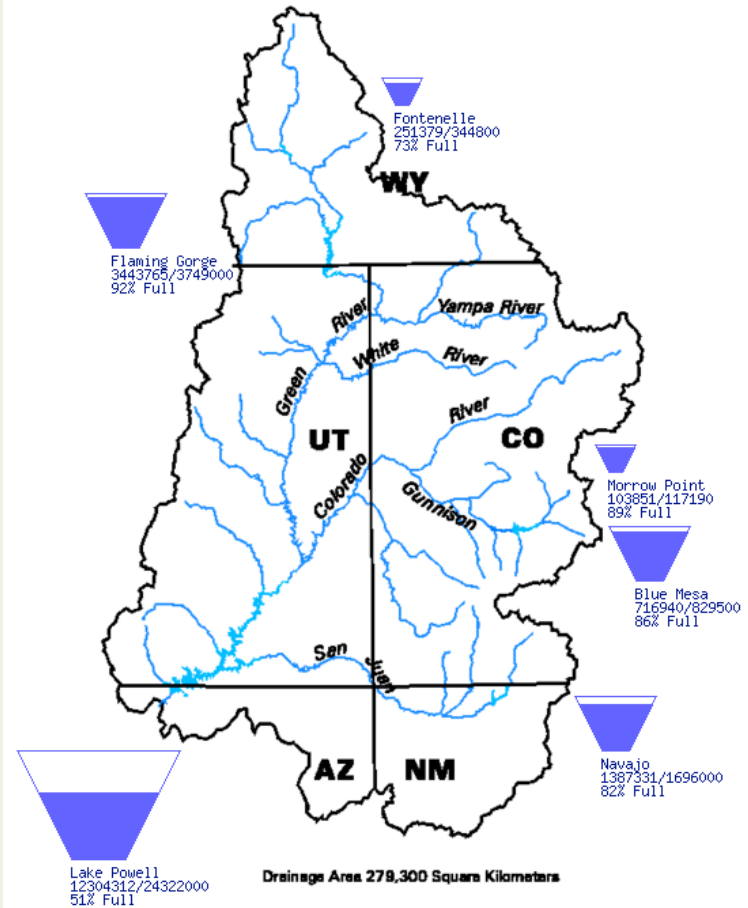 Fontenelle
251379/344800
73% Full
WY
Flaming Gorge
3443765/3749000
92% Full
River
Yampa River
White
River
Green
River
UT
CO
Colorado
Gunnison
Morrow Point
103851/117190
89% Full
Blue Mesa
716940/829500
86% Full
San
Juan
AZ
NM
Navajo
1387331/1696000
82% Full
Lake Powell
12304312/24322000
51% Full
Drainage Area 279,300 Square Kilometers